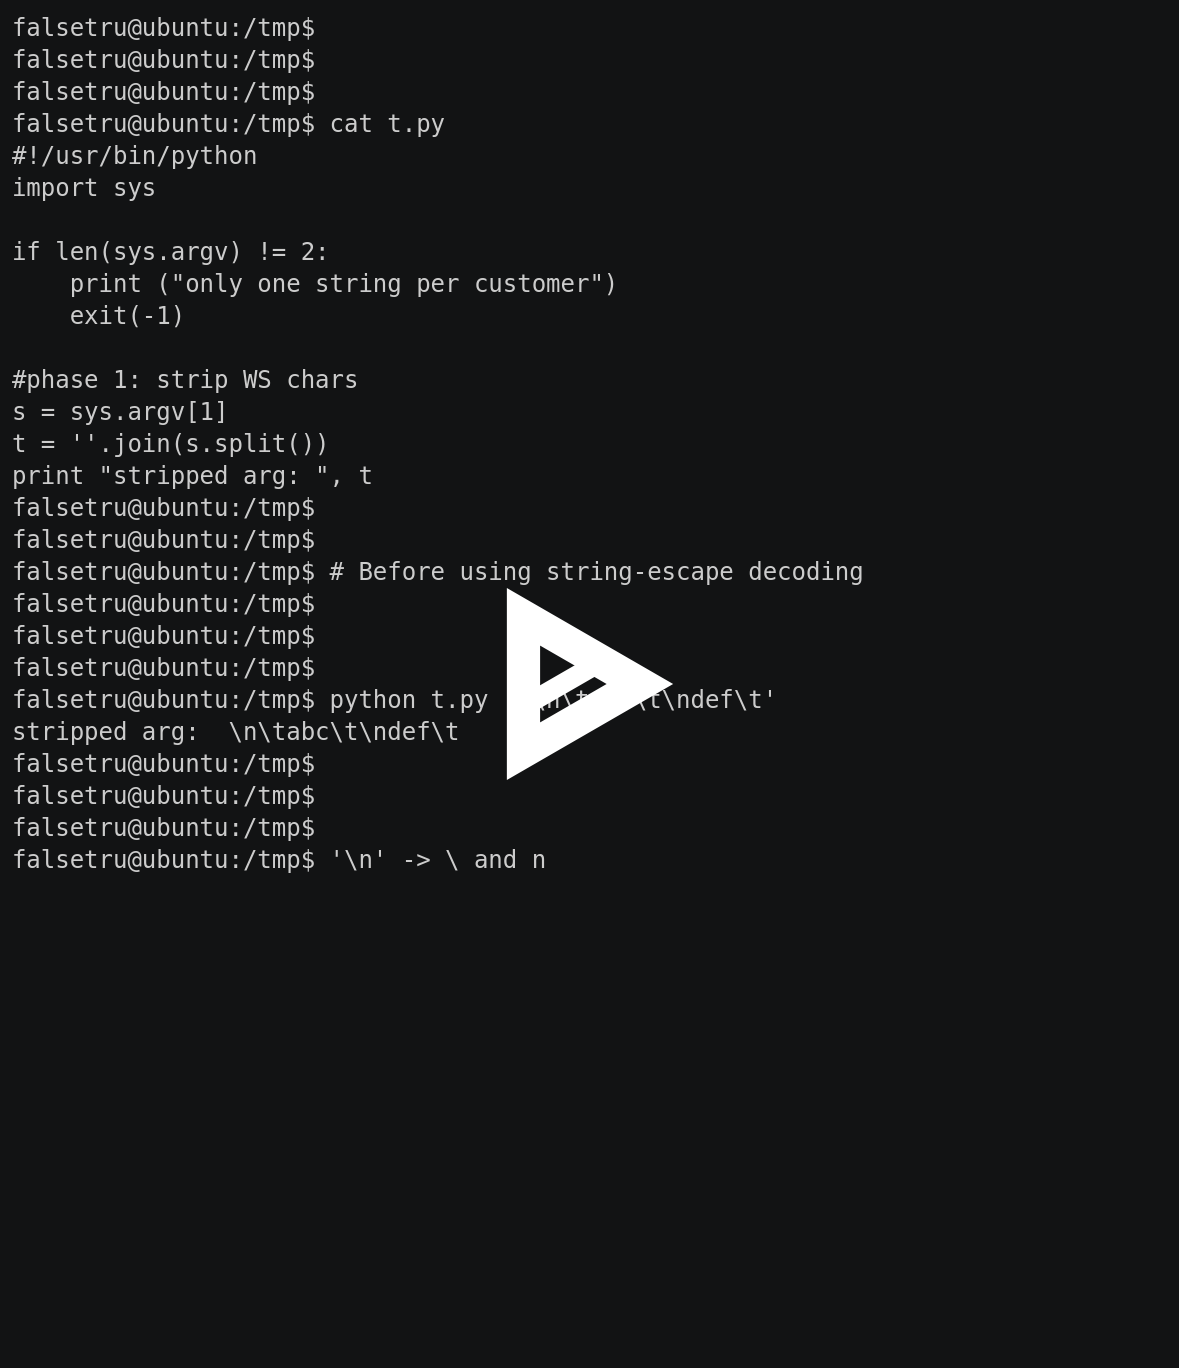 falsetru@ubuntu:/tmp$
falsetru@ubuntu:/tmp$
falsetru@ubuntu:/tmp$
falsetru@ubuntu:/tmp$ cat t.py
#!/usr/bin/python
import sys
if len(sys.argv) != 2:
    print ("only one string per customer")
    exit(-1)
#phase 1: strip WS chars
s = sys.argv[1]
t = ''.join(s.split())
print "stripped arg: ", t
falsetru@ubuntu:/tmp$
falsetru@ubuntu:/tmp$
falsetru@ubuntu:/tmp$ # Before using string-escape decoding
falsetru@ubuntu:/tmp$
falsetru@ubuntu:/tmp$
falsetru@ubuntu:/tmp$
falsetru@ubuntu:/tmp$ python t.py \t\ndef\t'
stripped arg:  \n\tabc\t\ndef\t
falsetru@ubuntu:/tmp$
falsetru@ubuntu:/tmp$
falsetru@ubuntu:/tmp$
falsetru@ubuntu:/tmp$ '\n' -> \ and n